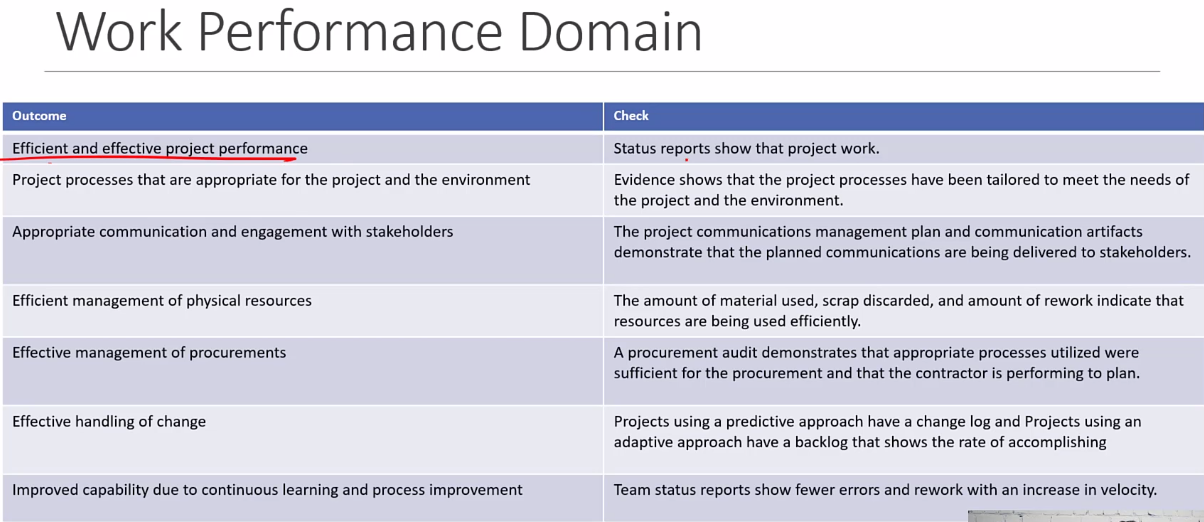 Work Performance Domain
Outcome
Check
Efficient and effective project performance
Status reports show that project work.
Project processes that are appropriate for the project and the environment
Evidence shows that the project processes have been tailored to meet the needs of
the project and the environment.
Appropriate communication and engagement with stakeholders
The project communications management plan and communication artifacts
demonstrate that the planned communications are being delivered to stakeholders.
Efficient management of physical resources
The amount of material used, scrap discarded, and amount of rework indicate that
resources are being used efficiently.
Effective management of procurements
A procurement audit demonstrates that appropriate processes utilized were
sufficient for the procurement and that the contractor is performing to plan.
Effective handling of change
Projects using a predictive approach have a change log and Projects using an
adaptive approach have a backlog that shows the rate of accomplishing
Improved capability due to continuous learning and process improvement
Team status reports show fewer errors and rework with an increase in velocity.